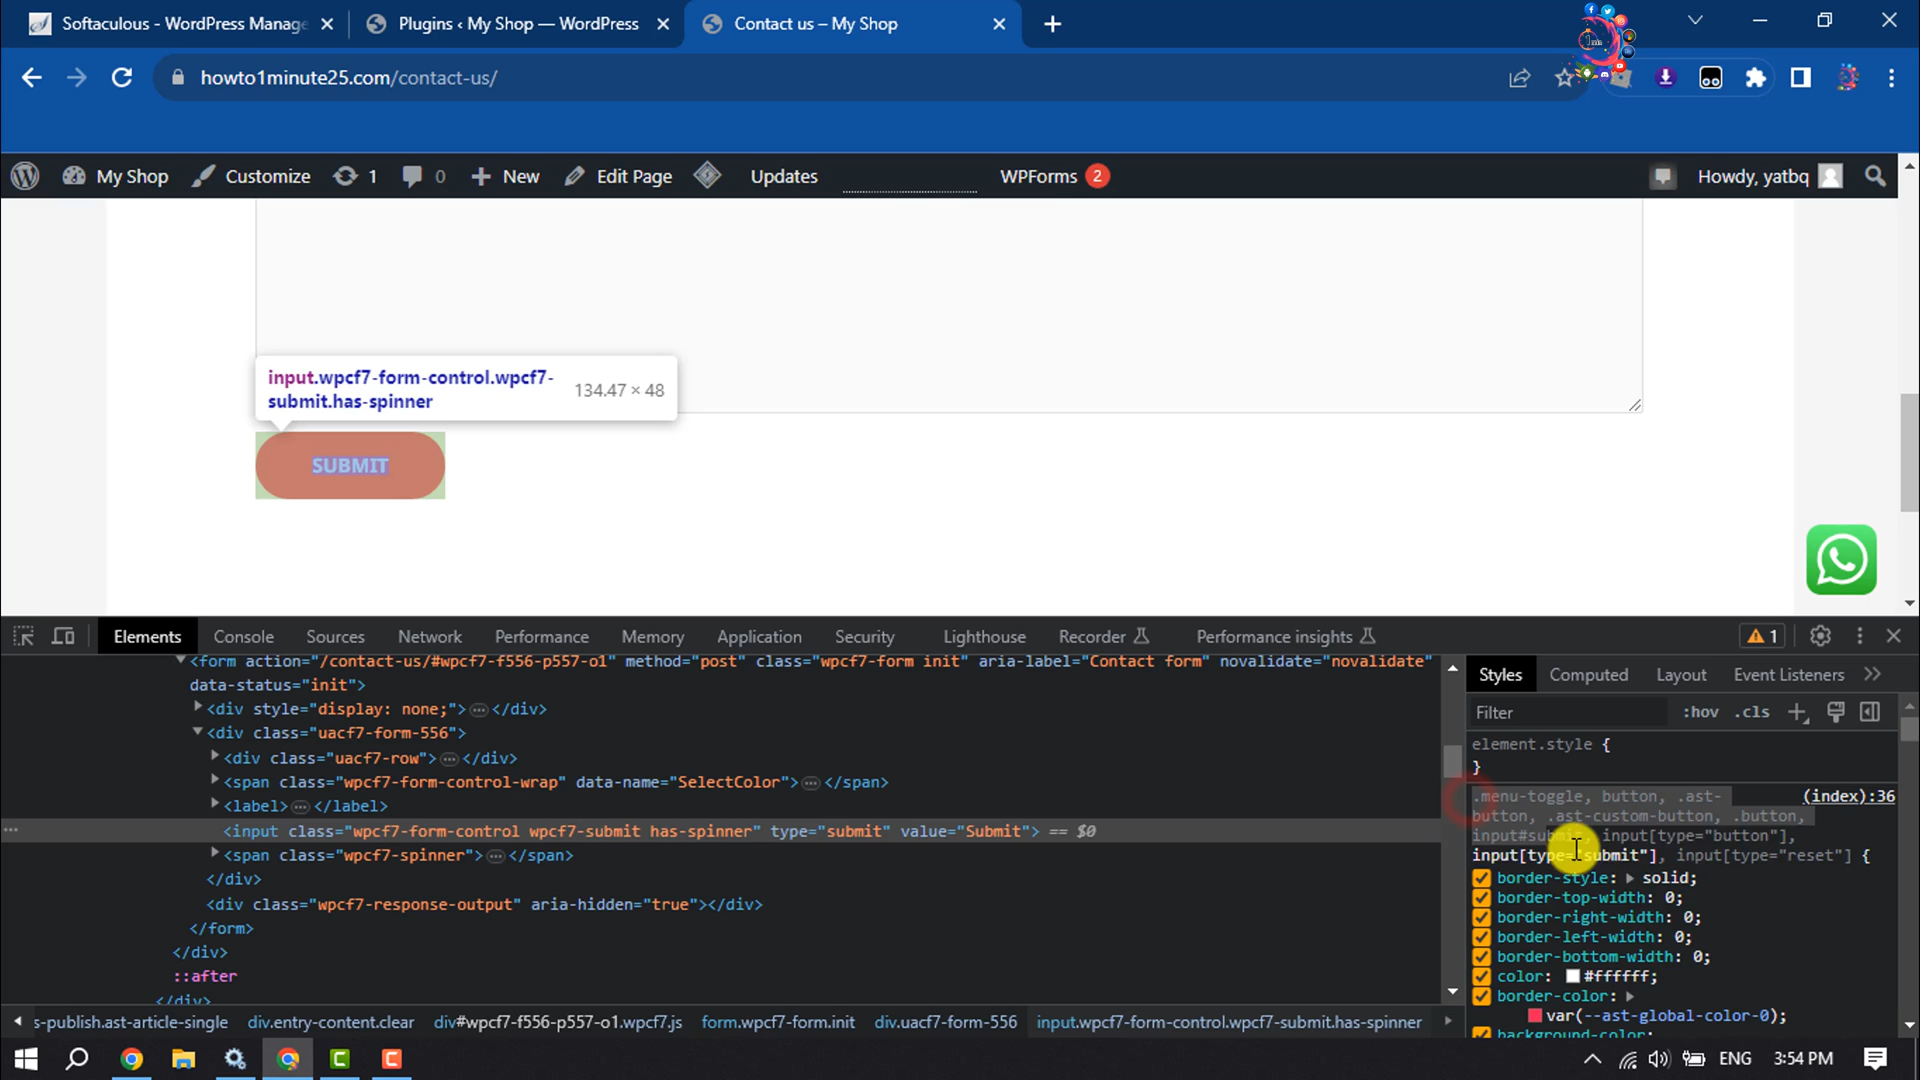 Softaculous - WordPress Manage
Plugins ‹ My Shop — WordPress
Contact us – My Shop
howto1minute25.com/contact-us/
My Shop
Customize
1
0
New
Edit Page
Updates
WPForms 2
Howdy, yatbq
input.wpcf7-form-control.wpcf7-
submit.has-spinner
134.47 × 48
SUBMIT
Elements
Console
Sources
Network
Performance
Memory
Application
Security
Lighthouse
Recorder
Performance insights
1
<form action="/contact-us/#wpcf7-f556-p557-o1" method="post" class="wpcf7-form init" aria-label="Contact form" novalidate="novalidate"
data-status="init">
<div style="display: none;"> </div>
<div class="uacf7-form-556">
<div class="uacf7-row"> </div>
<span class="wpcf7-form-control-wrap" data-name="SelectColor"> </span>
<label> </label>
<input class="wpcf7-form-control wpcf7-submit has-spinner" type="submit" value="Submit"> == $0
<span class="wpcf7-spinner"> </span>
</div>
<div class="wpcf7-response-output" aria-hidden="true"></div>
</form>
</div>
::after
</div>
s-publish.ast-article-single
div.entry-content.clear
div#wpcf7-f556-p557-o1.wpcf7.js
form.wpcf7-form.init
div.uacf7-form-556
input.wpcf7-form-control.wpcf7-submit.has-spinner
Styles
Computed
Layout
Event Listeners
Filter
:hov
.cls
element.style {
}
.menu-toggle, button, .ast-
(index):36
button, .ast-custom-button, .button,
input#submit, input[type="button"],
input[type="submit"], input[type="reset"] {
border-style: solid;
border-top-width: 0;
border-right-width: 0;
border-left-width: 0;
border-bottom-width: 0;
color: #ffffff;
border-color:
var(--ast-global-color-0);
background-color:
ENG
3:54 PM